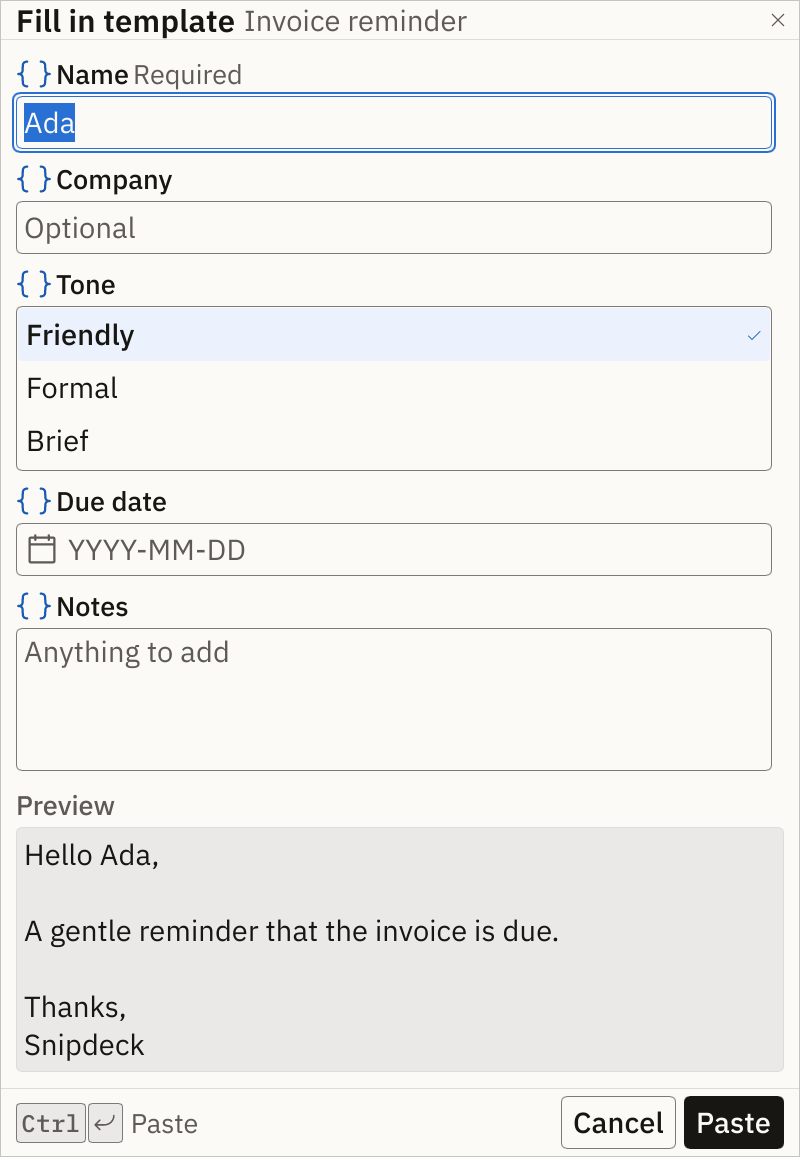 Fill in template Invoice reminder
{ } Name Required
Ada
{ } Company
Optional
{ } Tone
Friendly
Formal
Brief
{ } Due date
YYYY-MM-DD
{ } Notes
Anything to add
Preview
Hello Ada,
A gentle reminder that the invoice is due.
Thanks,
Snipdeck
Ctrl Paste Cancel Paste